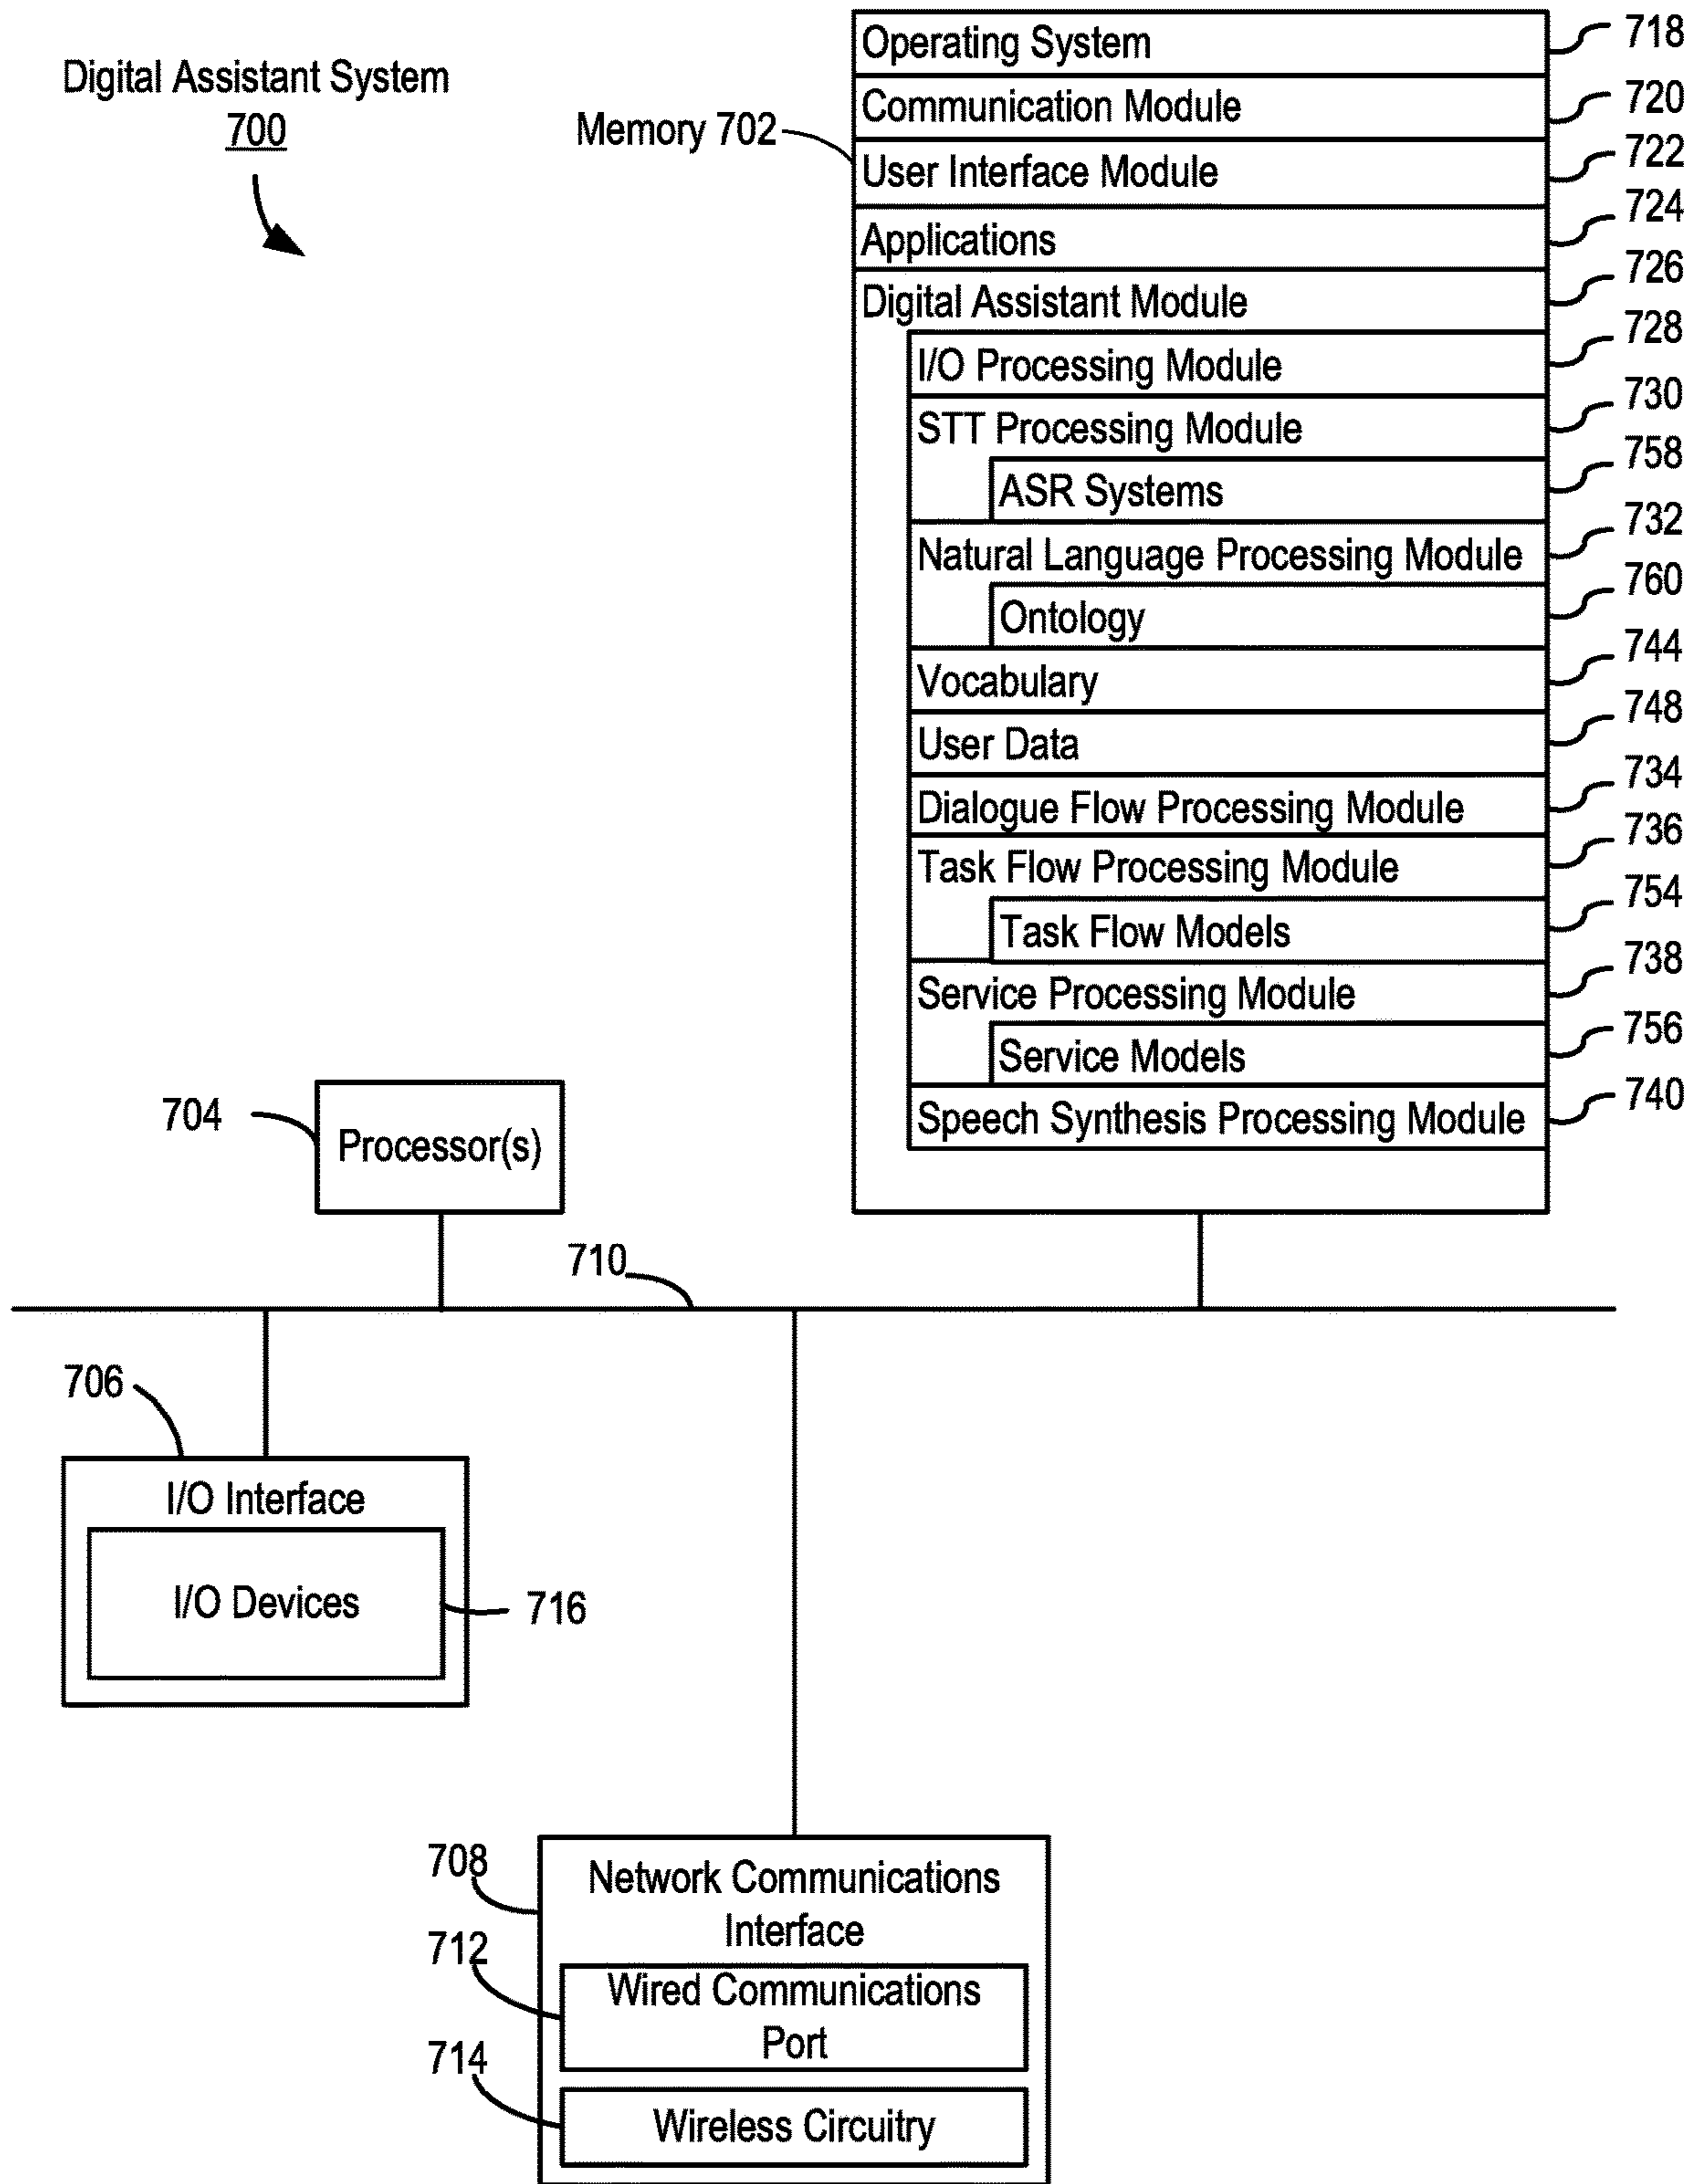 Digital Assistant System
700
Memory 702
Operating System
718
Communication Module
720
User Interface Module
722
Applications
724
Digital Assistant Module
726
I/O Processing Module
728
STT Processing Module
730
ASR Systems
758
Natural Language Processing Module
732
Ontology
760
Vocabulary
744
User Data
748
Dialogue Flow Processing Module
734
Task Flow Processing Module
736
Task Flow Models
754
Service Processing Module
738
Service Models
756
Speech Synthesis Processing Module
740
704
Processor(s)
710
706
I/O Interface
I/O Devices
716
708
Network Communications
Interface
712
Wired Communications
Port
714
Wireless Circuitry